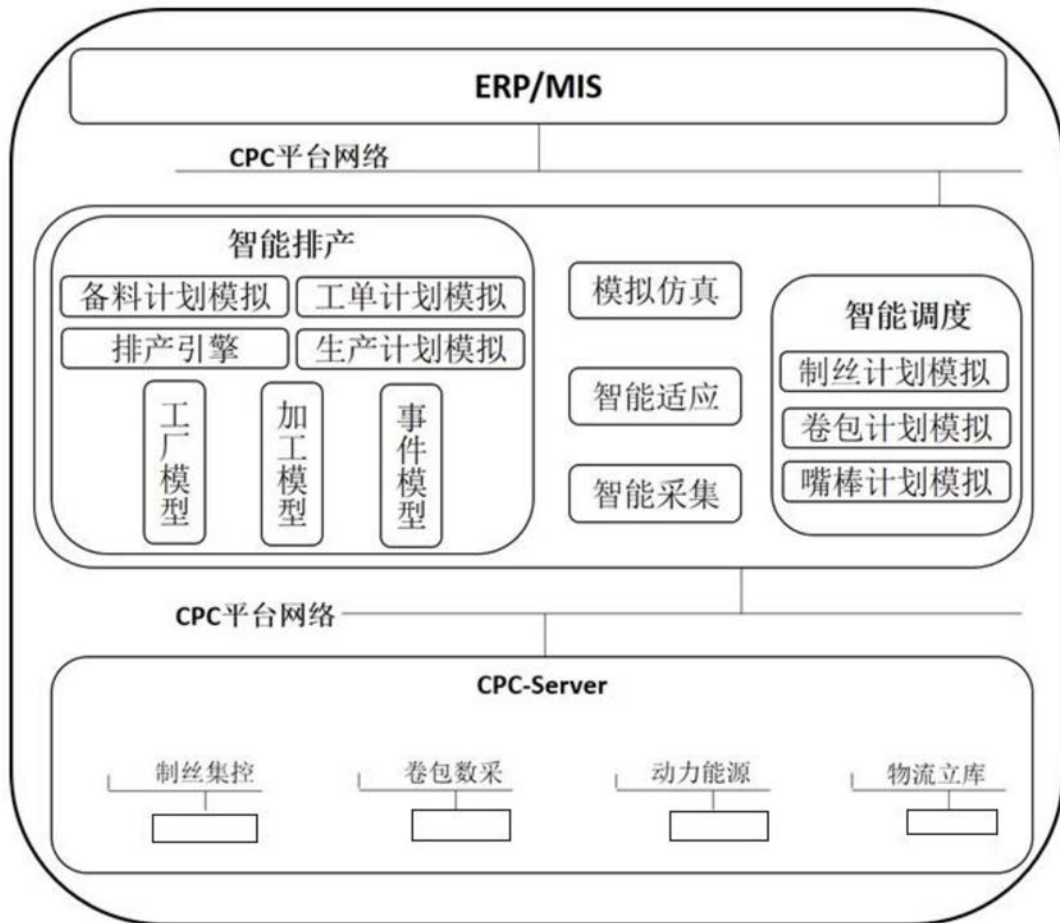 ERP/MIS
CPC平台网络
智能排产
备料计划模拟
工单计划模拟
排产引擎
生产计划模拟
工厂模型
加工模型
事件模型
模拟仿真
智能适应
智能采集
智能调度
制丝计划模拟
卷包计划模拟
嘴棒计划模拟
CPC平台网络
CPC-Server
制丝集控
卷包数采
动力能源
物流立库